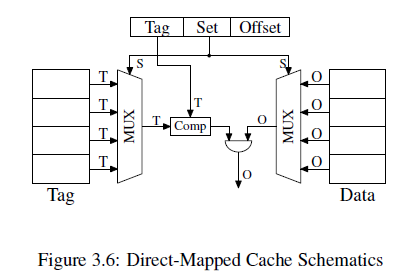 Tag Set Offset
S S
T O
T
T O
MUX T Comp O MUX
T O
T O
O
Tag Data
Figure 3.6: Direct-Mapped Cache Schematics